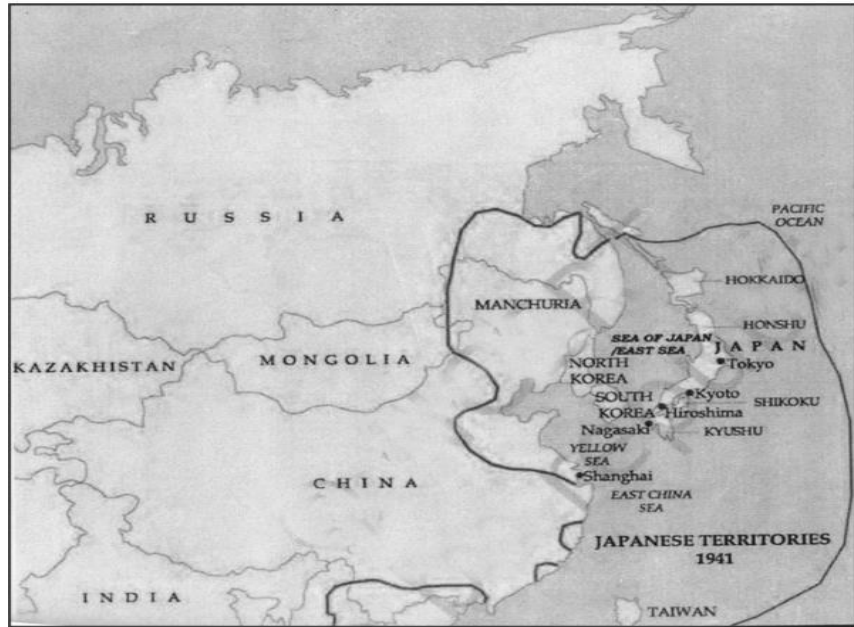 PACIFIC
OCEAN
RUSSIA
HOKKAIDO
MANCHURIA
HONSHU
SEA OF JAPAN
/EAST SEA
JAPAN
KAZAKHSTAN
MONGOLIA
NORTH
KOREA
Tokyo
SOUTH
KOREA
Kyoto
SHIKOKU
Hiroshima
Nagasaki
KYUSHU
YELLOW
SEA
Shanghai
CHINA
EAST CHINA
SEA
JAPANESE TERRITORIES
1941
INDIA
TAIWAN